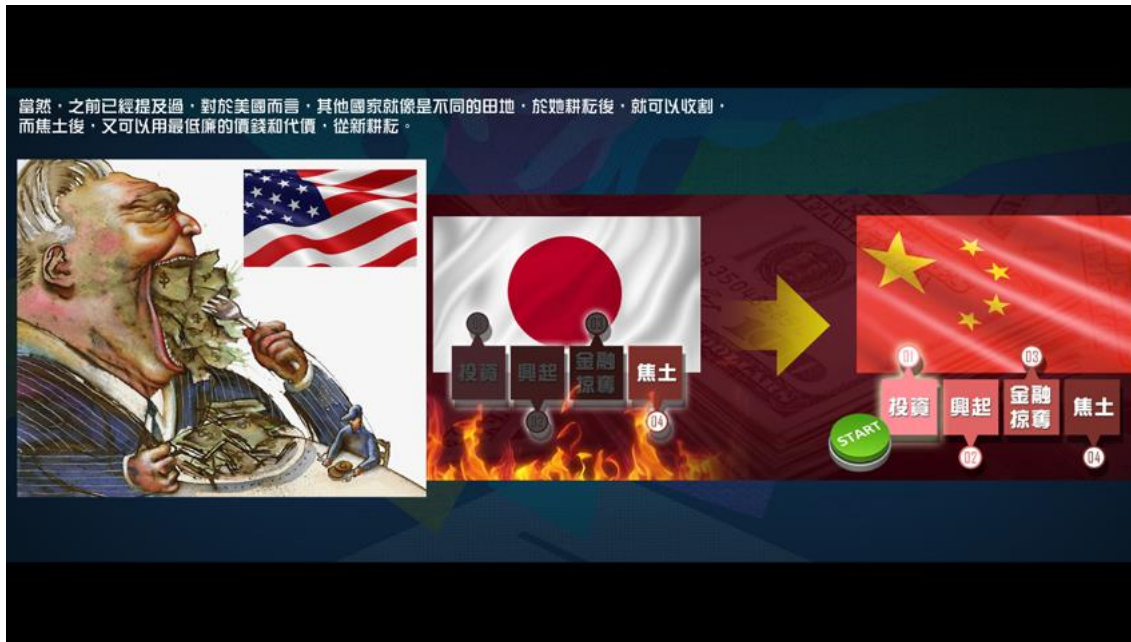 當然，之前已經提及過，對於美國而言，其他國家就像是不同的田地，於她耕耘後，就可以收割，
而焦土後，又可以用最低廉的價錢和代價，從新耕耘。
01
03
投資
興起
金融
掠奪
焦土
02
04
START
01
03
投資
興起
金融
掠奪
焦土
02
04